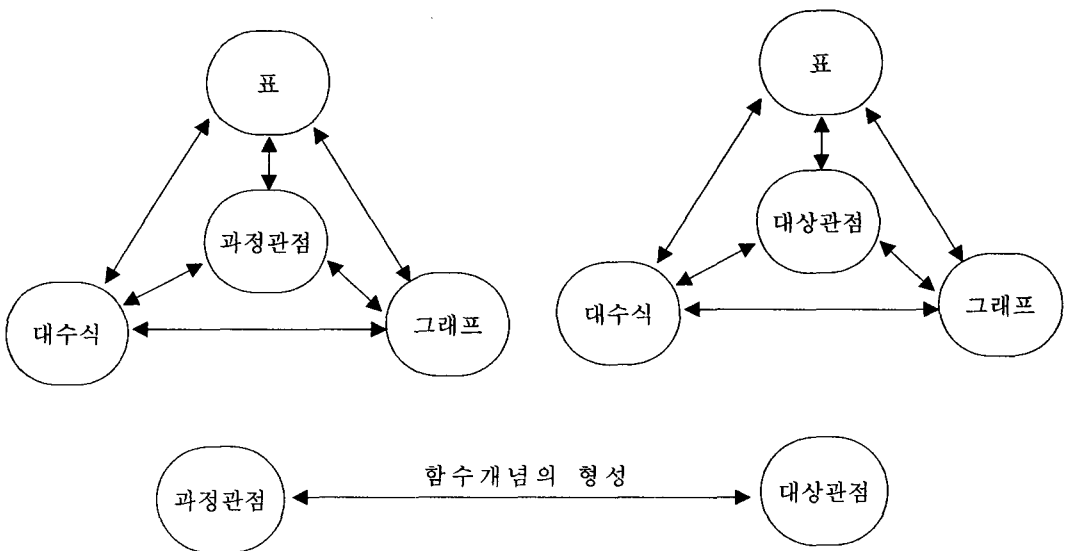 표
표
과정관점
대상관점
대수식
그래프
대수식
그래프
함수개념의 형성
과정관점
대상관점